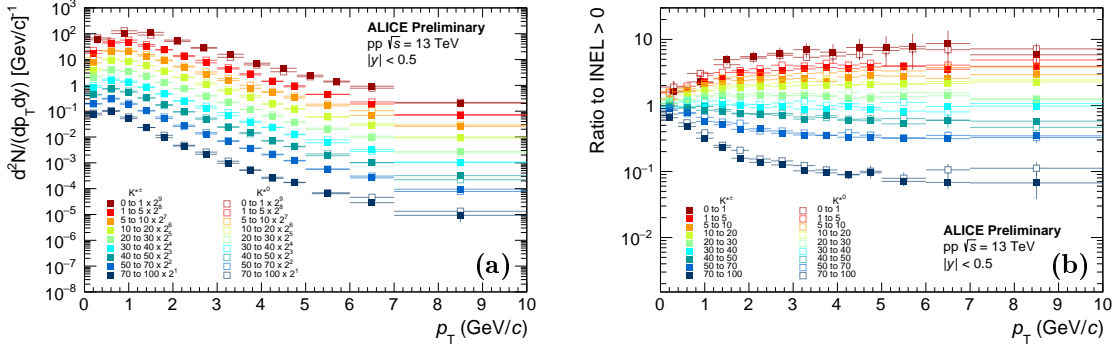 d²N/(dp_Tdy) [Gev/c]⁻¹
10³
10²
10
1
10⁻¹
10⁻²
10⁻³
10⁻⁴
10⁻⁵
10⁻⁶
10⁻⁷
10⁻⁸
ALICE Preliminary
pp √s = 13 TeV
|y| < 0.5
K*± K*⁰
0 to 1 x 2⁹ 0 to 1 x 2⁹
1 to 5 x 2⁸ 1 to 5 x 2⁸
5 to 10 x 2⁷ 5 to 10 x 2⁷
10 to 20 x 2⁶ 10 to 20 x 2⁶
20 to 30 x 2⁵ 20 to 30 x 2⁵
30 to 40 x 2⁴ 30 to 40 x 2⁴
40 to 50 x 2³ 40 to 50 x 2³
50 to 70 x 2² 50 to 70 x 2²
70 to 100 x 2¹ 70 to 100 x 2¹
(a)
0 1 2 3 4 5 6 7 8 9 10
p_T (GeV/c)
Ratio to INEL > 0
10
1
10⁻¹
10⁻²
K*± K*⁰
0 to 1 0 to 1
1 to 5 1 to 5
5 to 10 5 to 10
10 to 20 10 to 20
20 to 30 20 to 30
30 to 40 30 to 40
40 to 50 40 to 50
50 to 70 50 to 70
70 to 100 70 to 100
ALICE Preliminary
pp √s = 13 TeV
|y| < 0.5
(b)
0 1 2 3 4 5 6 7 8 9 10
p_T (GeV/c)